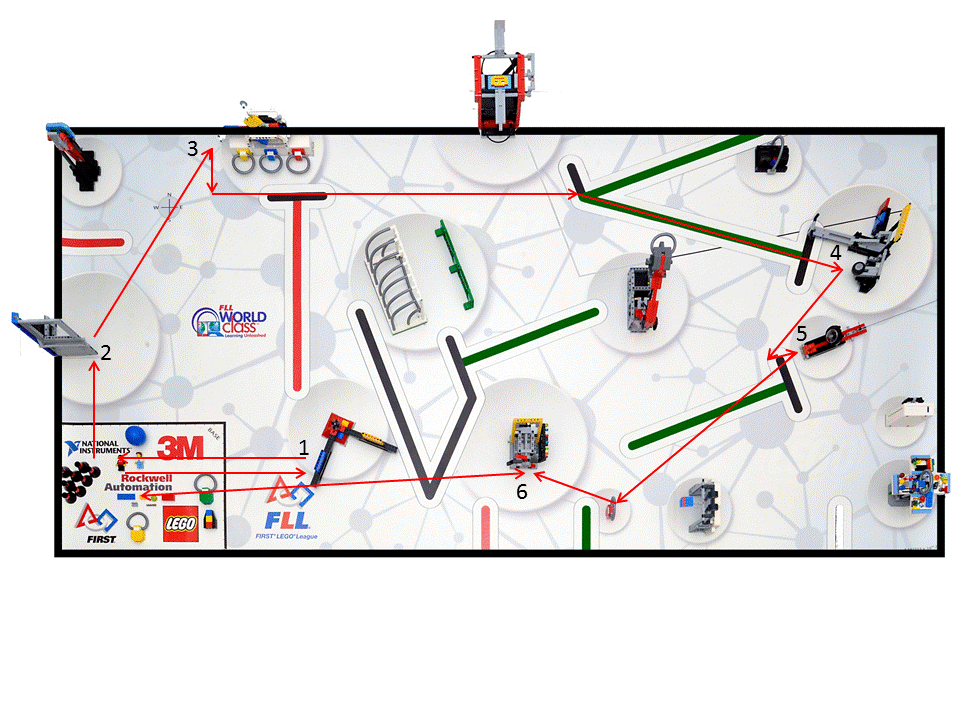 3
N
W E
S
4
FLL
WORLD
Class
Learning Unleashed
5
2
1
NATIONAL
INSTRUMENTS
3M
BASE
Rockwell
Automation
6
FIRST
LEGO
FLL
FIRST LEGO League